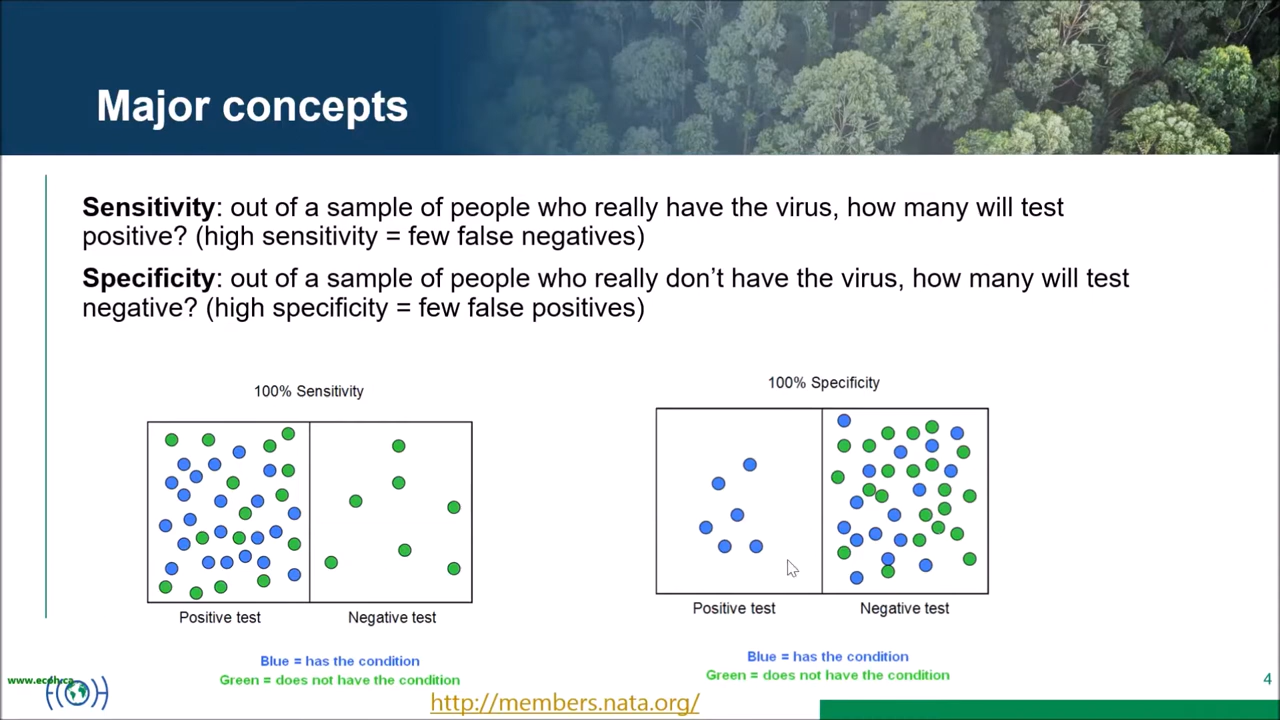 Major concepts
Sensitivity: out of a sample of people who really have the virus, how many will test
positive? (high sensitivity = few false negatives)
Specificity: out of a sample of people who really don’t have the virus, how many will test
negative? (high specificity = few false positives)
100% Sensitivity
Positive test
Negative test
Blue = has the condition
Green = does not have the condition
100% Specificity
Positive test
Negative test
Blue = has the condition
Green = does not have the condition
www.ecoh.ca
http://members.nata.org/
4